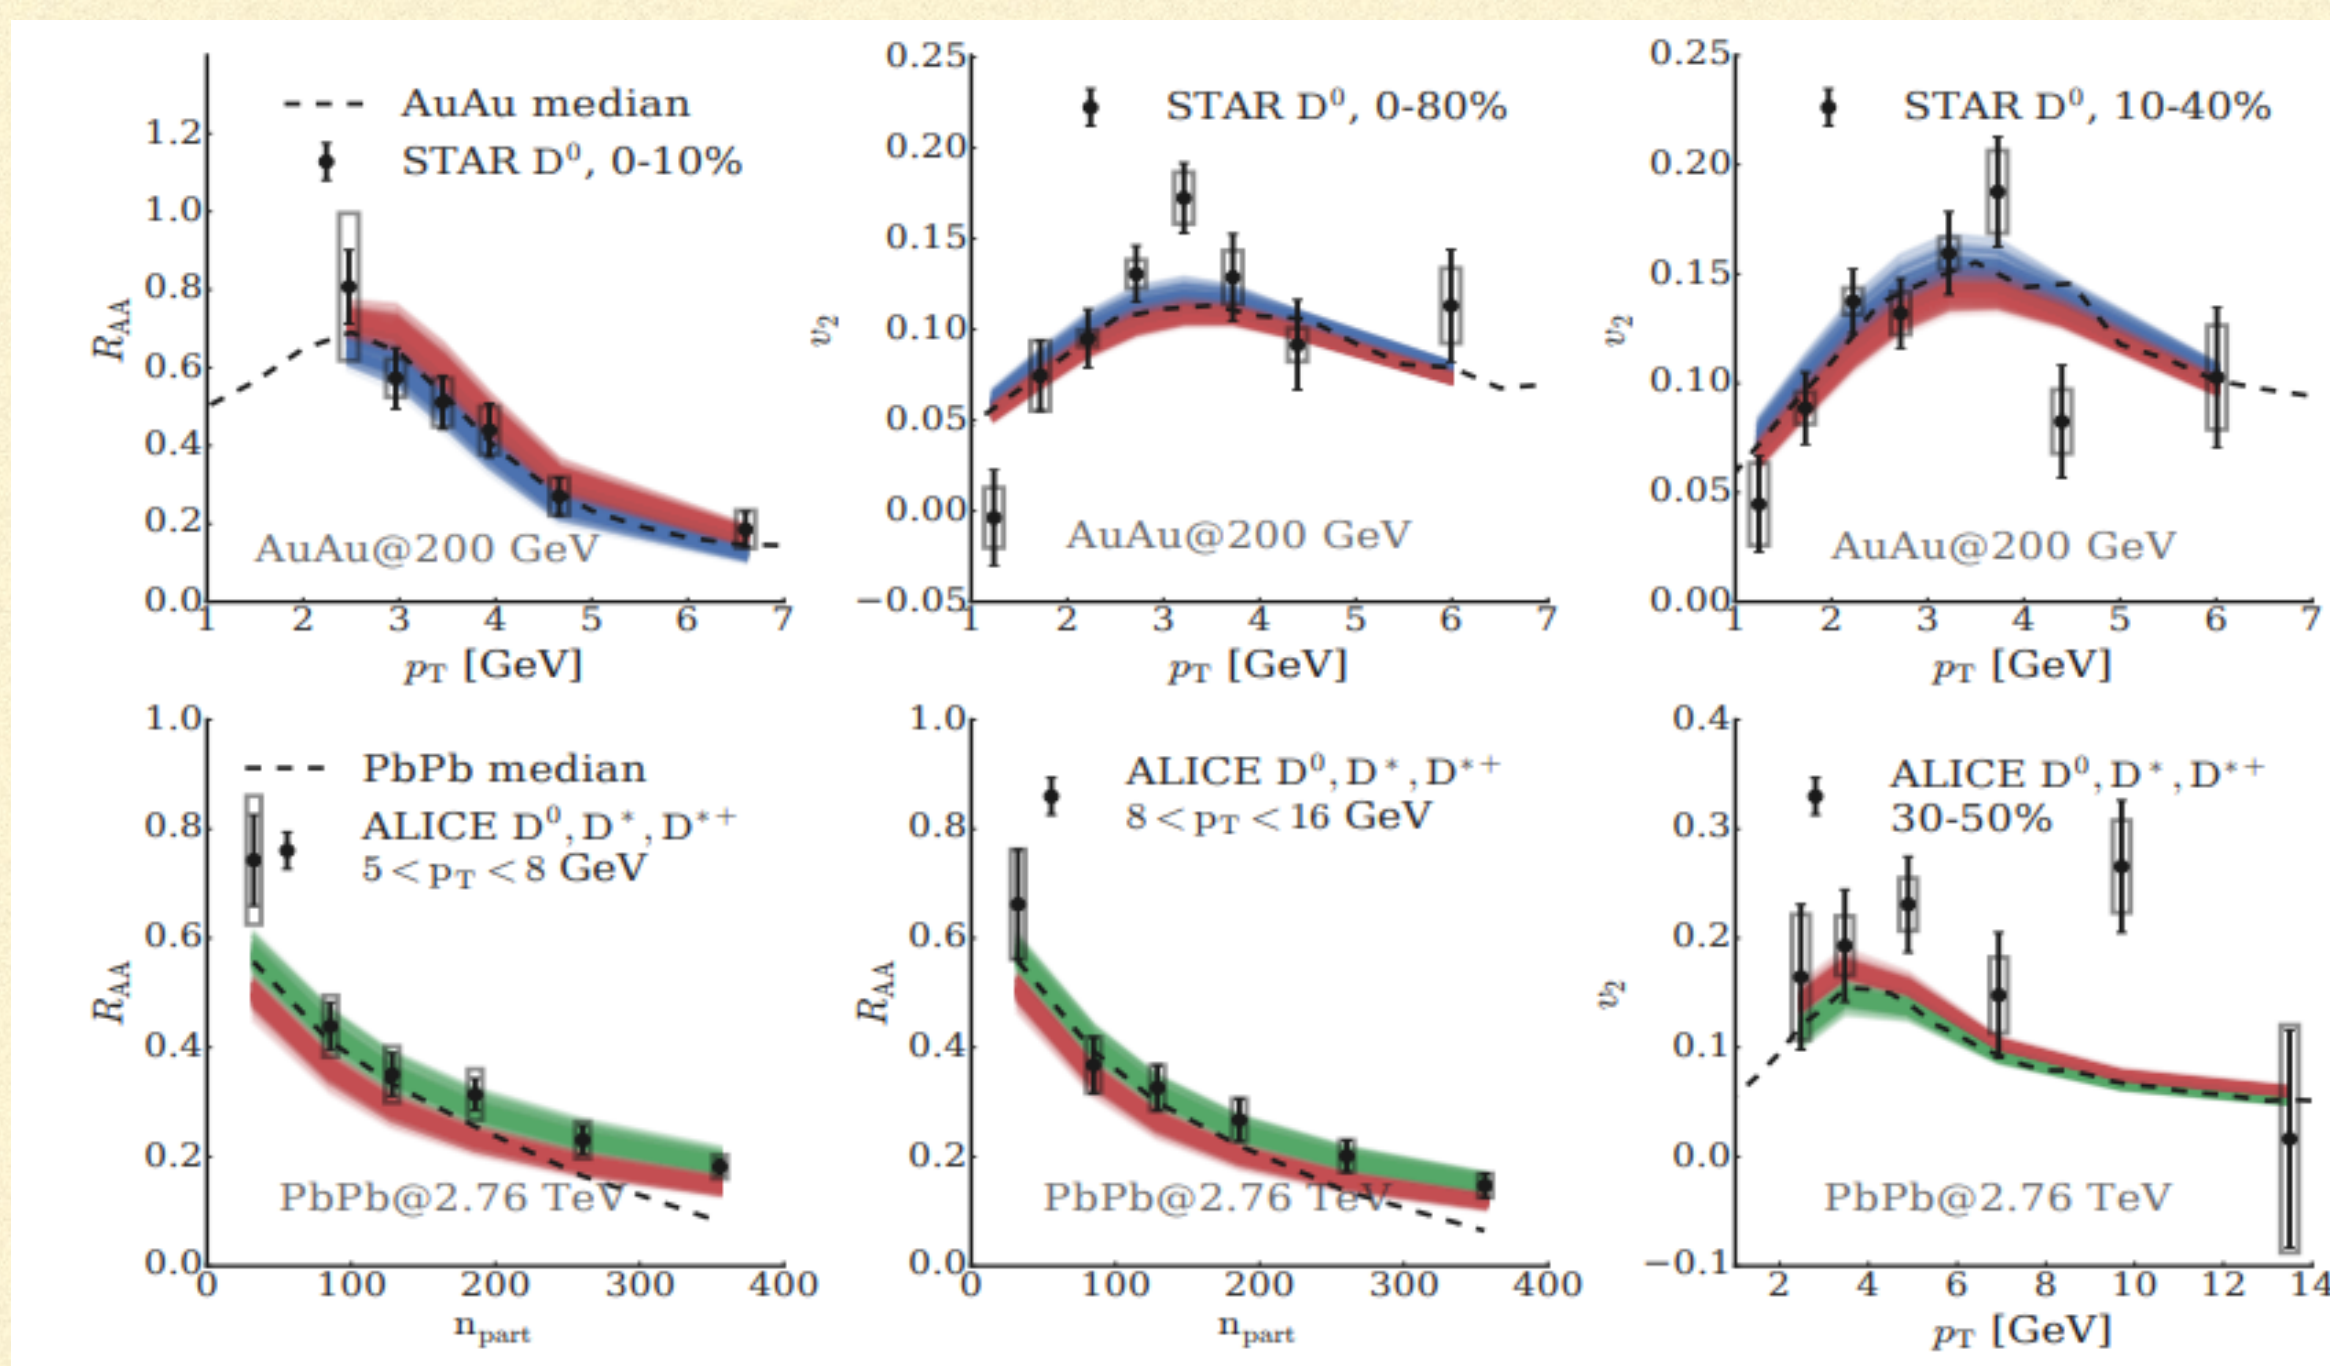 AuAu median
STAR D⁰, 0-10%
1.2
1.0
0.8
0.6
0.4
0.2
0.0
R_AA
AuAu@200 GeV
1 2 3 4 5 6 7
p_T [GeV]
0.25
0.20
0.15
0.10
0.05
0.00
−0.05
v₂
STAR D⁰, 0-80%
AuAu@200 GeV
1 2 3 4 5 6 7
p_T [GeV]
0.25
0.20
0.15
0.10
0.05
0.00
v₂
STAR D⁰, 10-40%
AuAu@200 GeV
1 2 3 4 5 6 7
p_T [GeV]
1.0
0.8
0.6
0.4
0.2
0.0
R_AA
PbPb median
ALICE D⁰, D*, D*⁺
5 < p_T < 8 GeV
PbPb@2.76 TeV
0 100 200 300 400
n_part
1.0
0.8
0.6
0.4
0.2
0.0
R_AA
ALICE D⁰, D*, D*⁺
8 < p_T < 16 GeV
PbPb@2.76 TeV
0 100 200 300 400
n_part
0.4
0.3
0.2
0.1
0.0
−0.1
v₂
ALICE D⁰, D*, D*⁺
30-50%
PbPb@2.76 TeV
2 4 6 8 10 12 14
p_T [GeV]